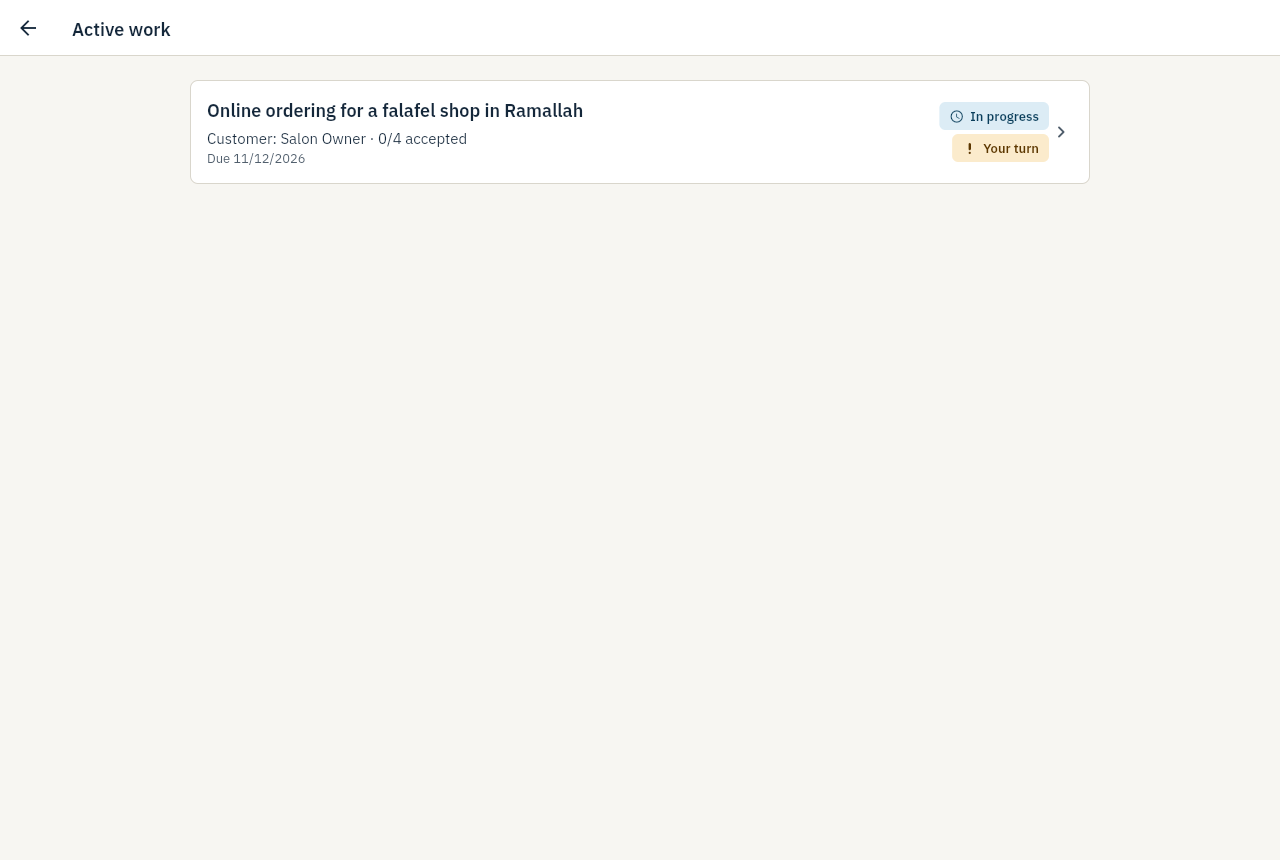 Active work
Online ordering for a falafel shop in Ramallah
Customer: Salon Owner · 0/4 accepted
Due 11/12/2026
In progress
Your turn